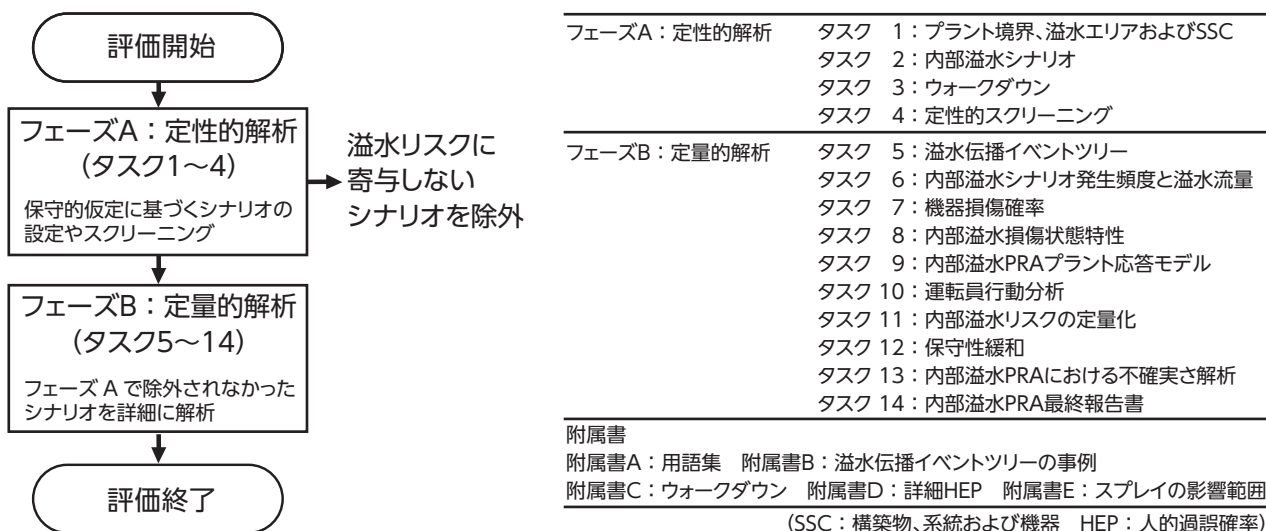 評価開始
フェーズA：定性的解析
（タスク1～4）
保守的仮定に基づくシナリオの
設定やスクリーニング
溢水リスクに
寄与しない
シナリオを除外
フェーズB：定量的解析
（タスク5～14）
フェーズ A で除外されなかった
シナリオを詳細に解析
評価終了
フェーズA：定性的解析 タスク 1：プラント境界、溢水エリアおよびSSC
タスク 2：内部溢水シナリオ
タスク 3：ウォークダウン
タスク 4：定性的スクリーニング
フェーズB：定量的解析 タスク 5：溢水伝播イベントツリー
タスク 6：内部溢水シナリオ発生頻度と溢水流量
タスク 7：機器損傷確率
タスク 8：内部溢水損傷状態特性
タスク 9：内部溢水PRAプラント応答モデル
タスク 10：運転員行動分析
タスク 11：内部溢水リスクの定量化
タスク 12：保守性緩和
タスク 13：内部溢水PRAにおける不確実さ解析
タスク 14：内部溢水PRA最終報告書
附属書
附属書A：用語集 附属書B：溢水伝播イベントツリーの事例
附属書C：ウォークダウン 附属書D：詳細HEP 附属書E：スプレイの影響範囲
（SSC：構築物、系統および機器 HEP：人的過誤確率）